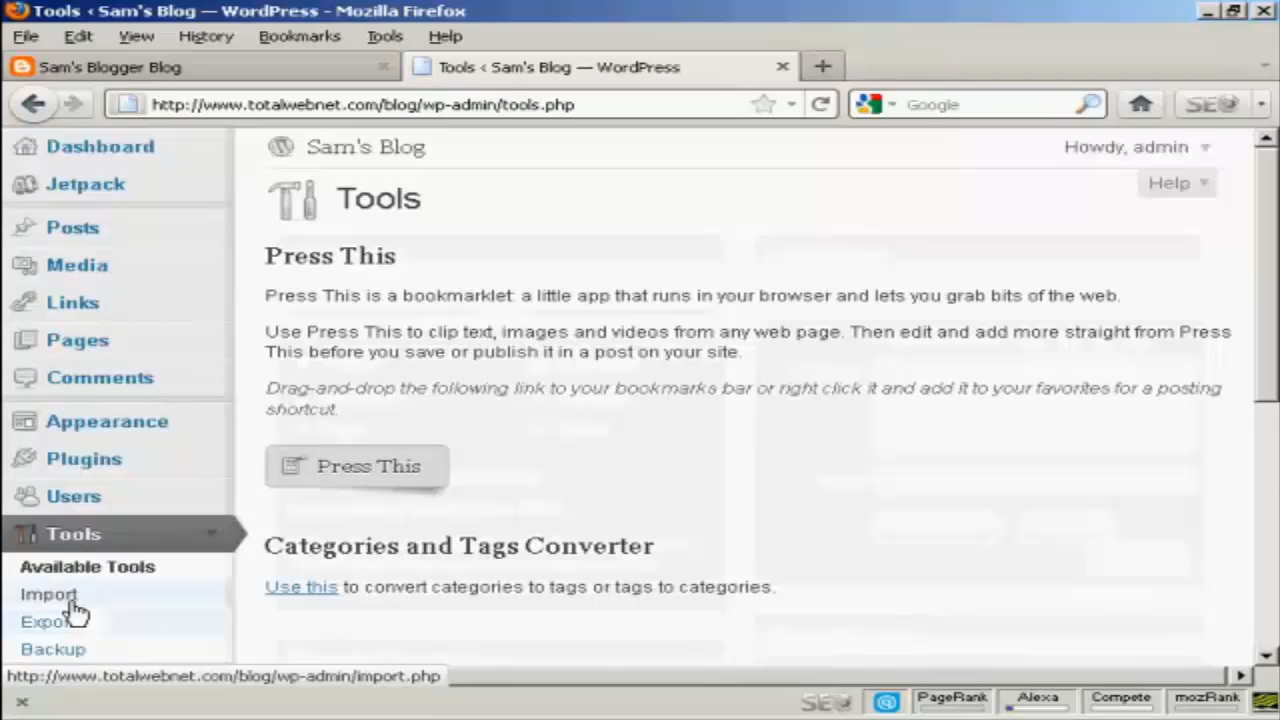 Tools ‹ Sam's Blog — WordPress - Mozilla Firefox
File Edit View History Bookmarks Tools Help
Sam's Blogger Blog
Tools ‹ Sam's Blog — WordPress
http://www.totalwebnet.com/blog/wp-admin/tools.php
Google
SEO
Dashboard
Jetpack
Posts
Media
Links
Pages
Comments
Appearance
Plugins
Users
Tools
Available Tools
Import
Backup
Sam's Blog
Howdy, admin
Help
Tools
Press This
Press This is a bookmarklet: a little app that runs in your browser and lets you grab bits of the web.
Use Press This to clip text, images and videos from any web page. Then edit and add more straight from Press
This before you save or publish it in a post on your site.
Drag-and-drop the following link to your bookmarks bar or right click it and add it to your favorites for a posting
shortcut.
Press This
Categories and Tags Converter
Use this to convert categories to tags or tags to categories.
http://www.totalwebnet.com/blog/wp-admin/import.php
SEO
PageRank
Alexa
Compete
mozRank